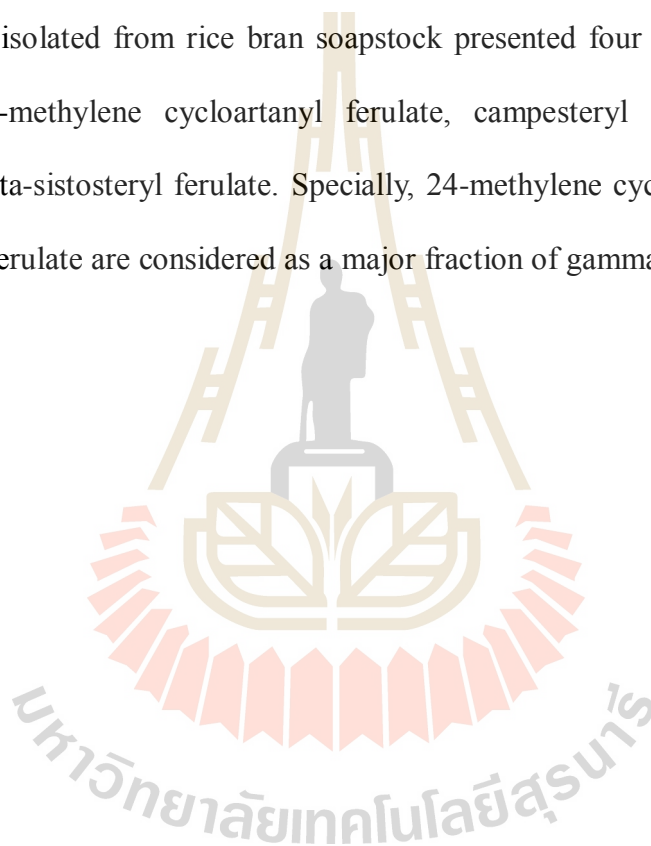 isolated from rice bran soapstock presented four
-methylene cycloartanyl ferulate, campesteryl
ta-sistosteryl ferulate. Specially, 24-methylene cyc
erulate are considered as a major fraction of gamma
มหาวิทยาลัยเทคโนโลยีสุรนารี